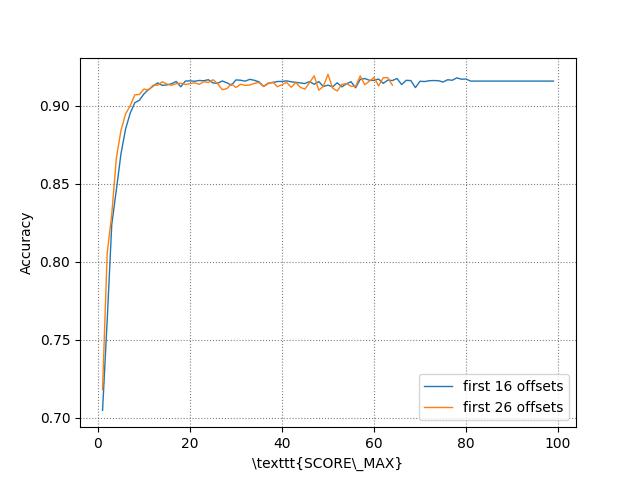 0.90
0.85
0.80
0.75
0.70
Accuracy
first 16 offsets
first 26 offsets
0 20 40 60 80 100
\texttt{SCORE\_MAX}